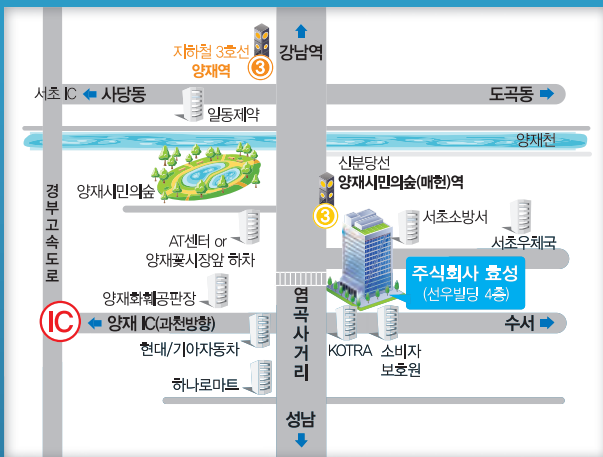 지하철 3호선
양재역
3
강남역
서초 IC
사당동
도곡동
일동제약
양재천
신분당선
양재시민의숲(매헌)역
양재시민의숲
경부고속도로
3
서초소방서
서초우체국
AT센터 or
양재꽃시장앞 하차
주식회사 효성
(선우빌딩 4층)
양재화훼공판장
염곡사거리
IC
양재 IC(과천방향)
수서
현대/기아자동차
KOTRA
소비자
보호원
하나로마트
성남